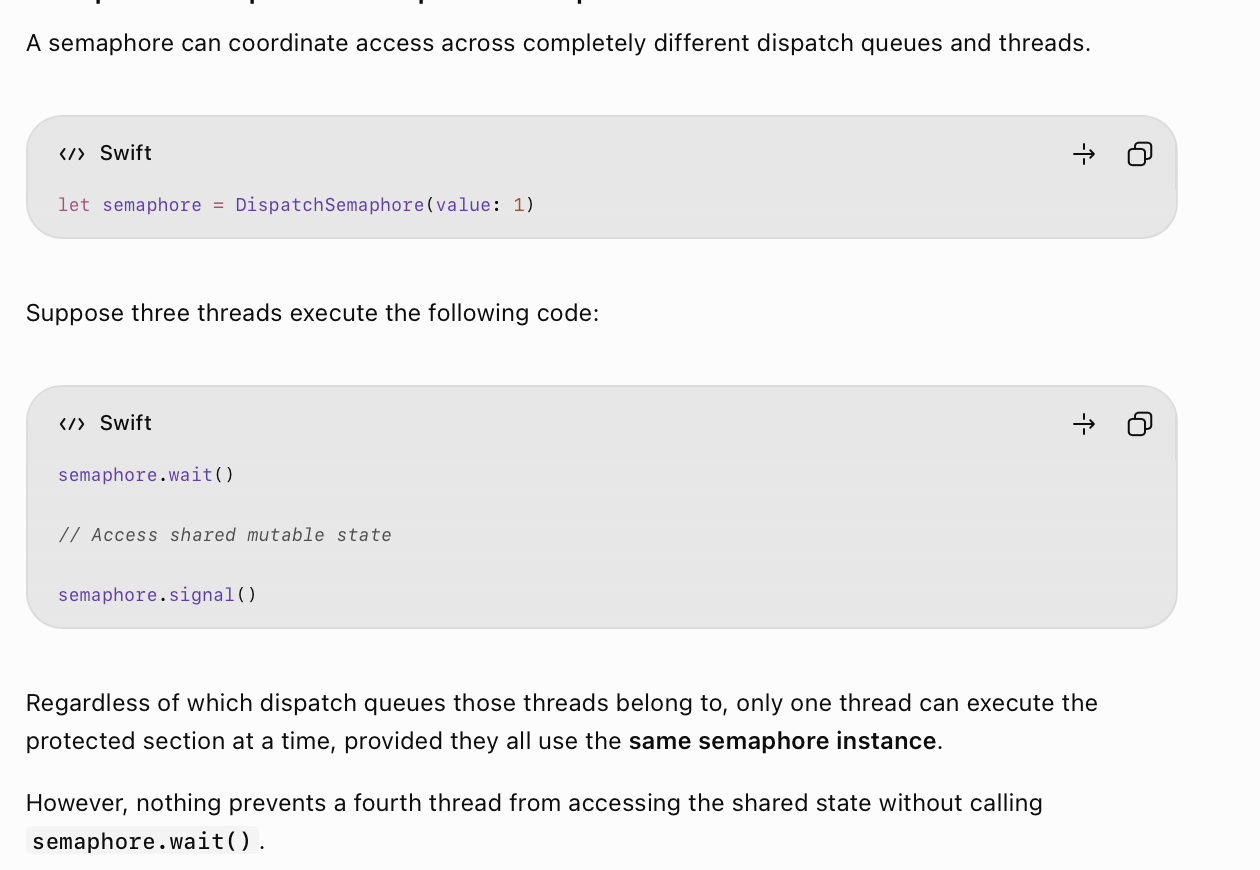 A semaphore can coordinate access across completely different dispatch queues and threads.
Swift
let semaphore = DispatchSemaphore(value: 1)
Suppose three threads execute the following code:
Swift
semaphore.wait()
// Access shared mutable state
semaphore.signal()
Regardless of which dispatch queues those threads belong to, only one thread can execute the
protected section at a time, provided they all use the same semaphore instance.
However, nothing prevents a fourth thread from accessing the shared state without calling
semaphore.wait().